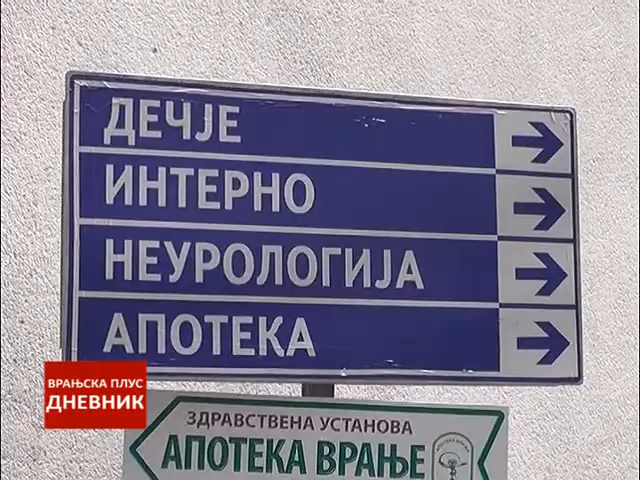 ДЕЧЈЕ
ИНТЕРНО
НЕУРОЛОГИЈА
АПОТЕКА
ВРАЊСКА ПЛУС
ДНЕВНИК
ЗДРАВСТВЕНА УСТАНОВА
АПОТЕКА ВРАЊЕ